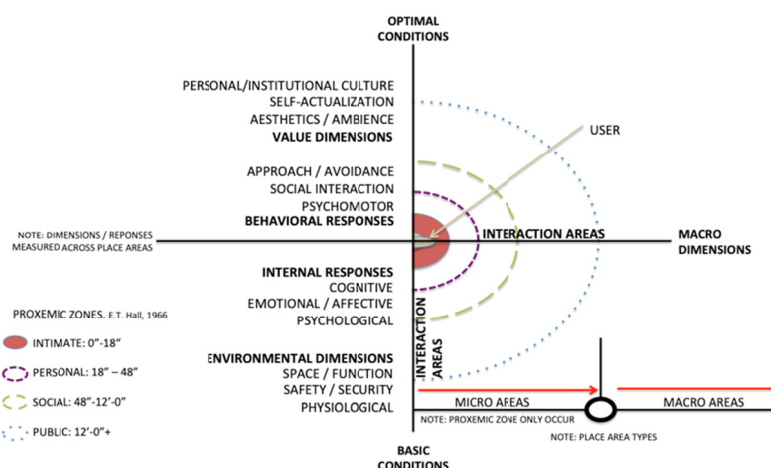 OPTIMAL
CONDITIONS
PERSONAL/INSTITUTIONAL CULTURE
SELF-ACTUALIZATION
AESTHETICS / AMBIENCE
VALUE DIMENSIONS
USER
APPROACH / AVOIDANCE
SOCIAL INTERACTION
PSYCHOMOTOR
BEHAVIORAL RESPONSES
NOTE: DIMENSIONS / REPONSES
MEASURED ACROSS PLACE AREAS
INTERACTION AREAS
MACRO
DIMENSIONS
INTERNAL RESPONSES
COGNITIVE
EMOTIONAL / AFFECTIVE
PSYCHOLOGICAL
INTERACTION
AREAS
PROXEMIC ZONES. E.T. Hall, 1966
INTIMATE: 0"-18"
PERSONAL: 18" – 48"
SOCIAL: 48"-12'-0"
PUBLIC: 12'-0"+
ENVIRONMENTAL DIMENSIONS
SPACE / FUNCTION
SAFETY / SECURITY
PHYSIOLOGICAL
MICRO AREAS
MACRO AREAS
NOTE: PROXEMIC ZONE ONLY OCCUR
NOTE: PLACE AREA TYPES
BASIC
CONDITIONS